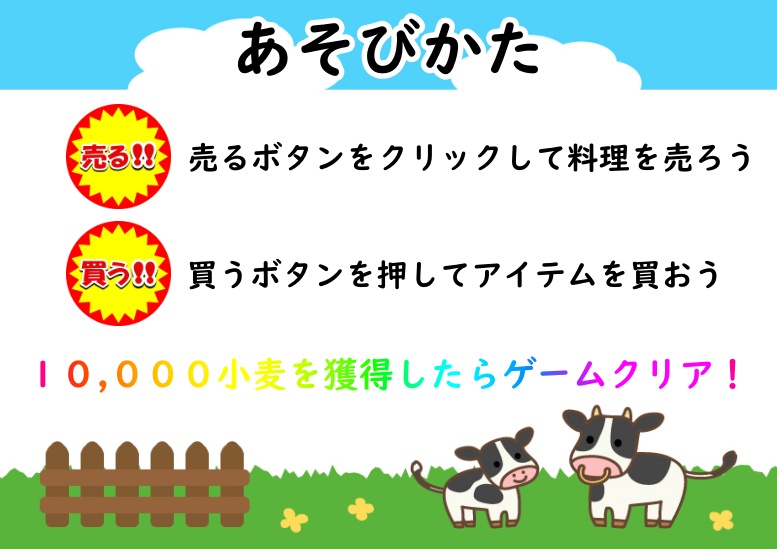 あそびかた
売る!!
売るボタンをクリックして料理を売ろう
買う!!
買うボタンを押してアイテムを買おう
１０,０００小麦を獲得したらゲームクリア！